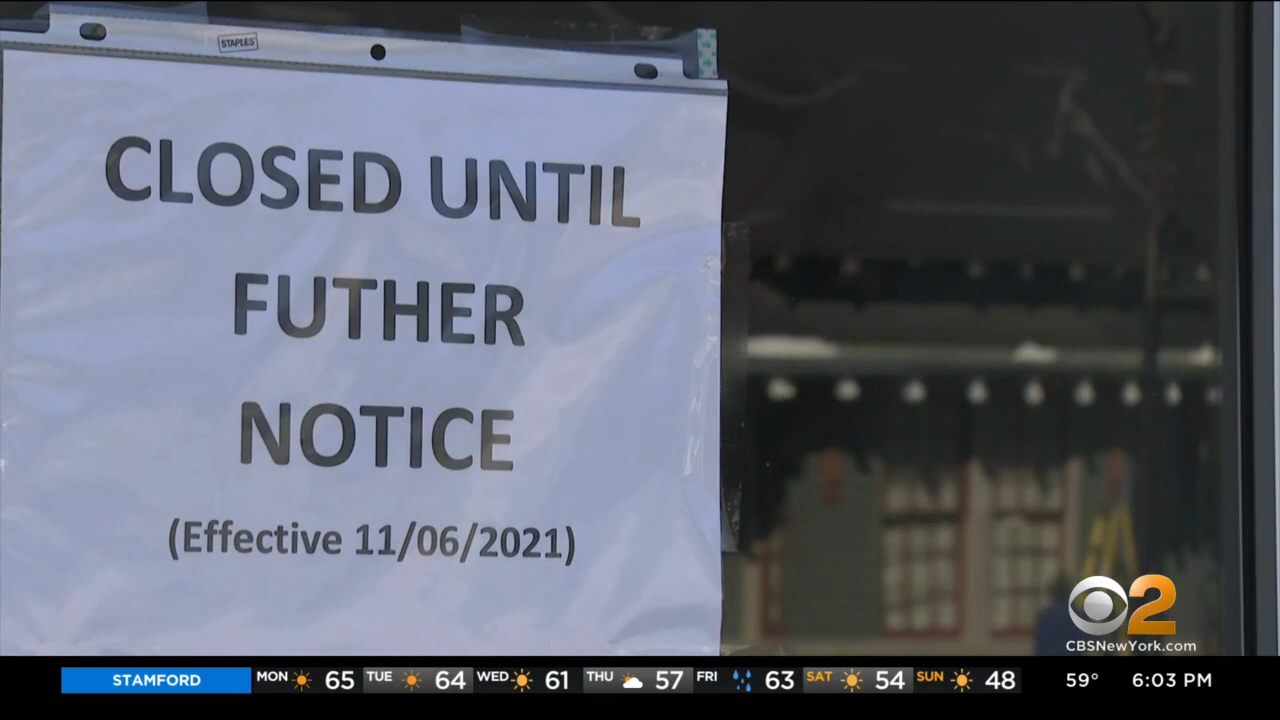 STAPLES
CLOSED UNTIL
FUTHER
NOTICE
(Effective 11/06/2021)
2
CBSNewYork.com
STAMFORD MON 65 TUE 64 WED 61 THU 57 FRI 63 SAT 54 SUN 48 59° 6:03 PM